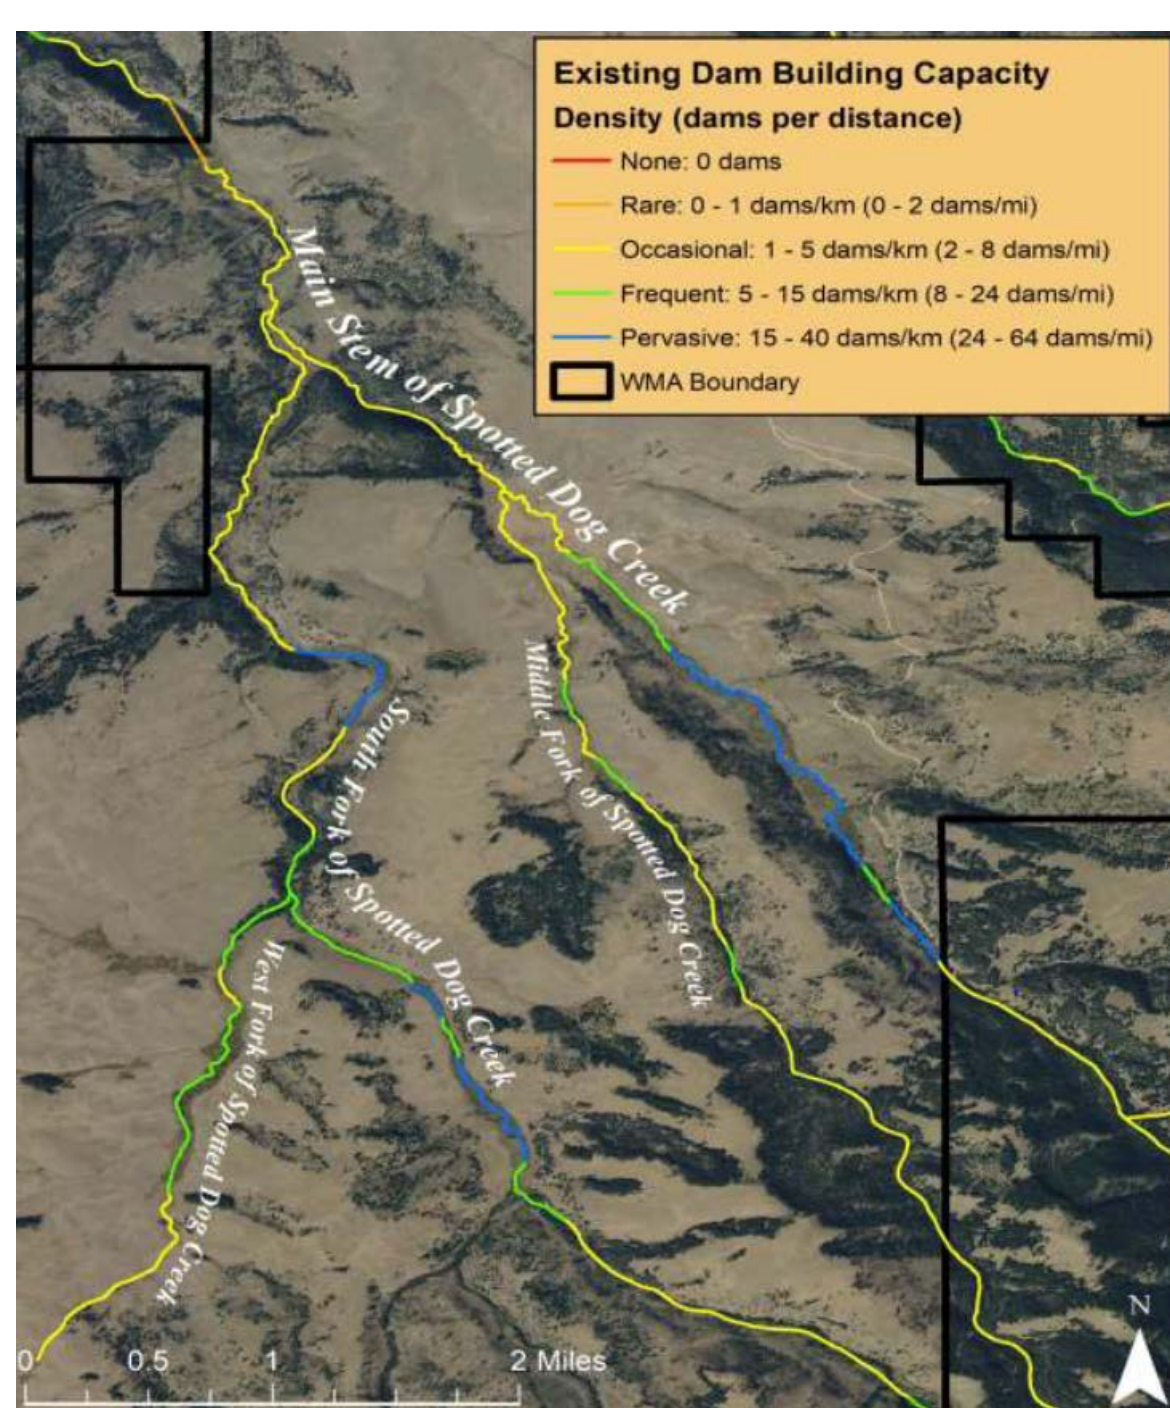 Existing Dam Building Capacity
Density (dams per distance)
None: 0 dams
Rare: 0 - 1 dams/km (0 - 2 dams/mi)
Occasional: 1 - 5 dams/km (2 - 8 dams/mi)
Frequent: 5 - 15 dams/km (8 - 24 dams/mi)
Pervasive: 15 - 40 dams/km (24 - 64 dams/mi)
WMA Boundary
Main Stem of Spotted Dog Creek
Middle Fork of Spotted Dog Creek
South Fork of Spotted Dog Creek
West Fork of Spotted Dog Creek
N
0 0.5 1 2 Miles